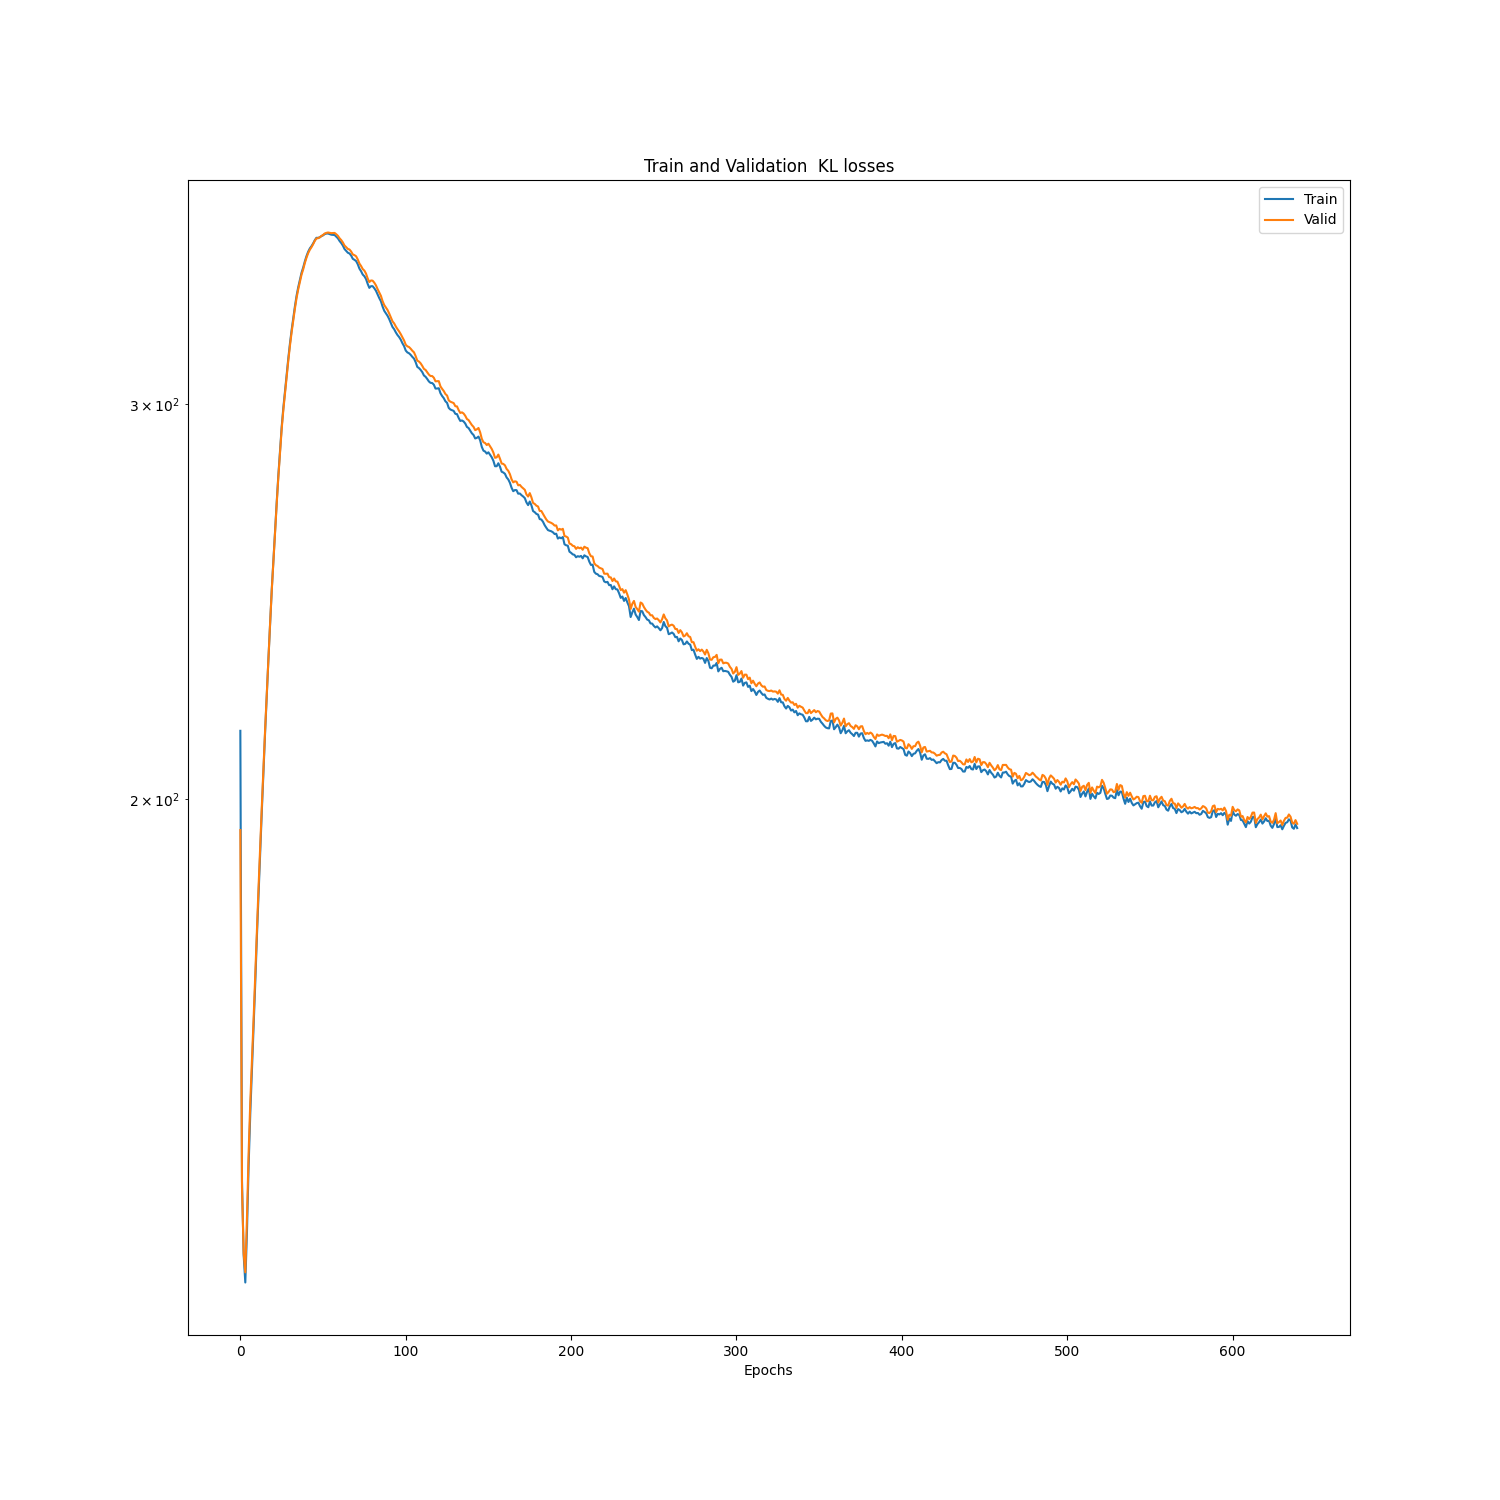 Train and Validation  KL losses
Train
Valid
3 × 10²
2 × 10²
0 100 200 300 400 500 600
Epochs